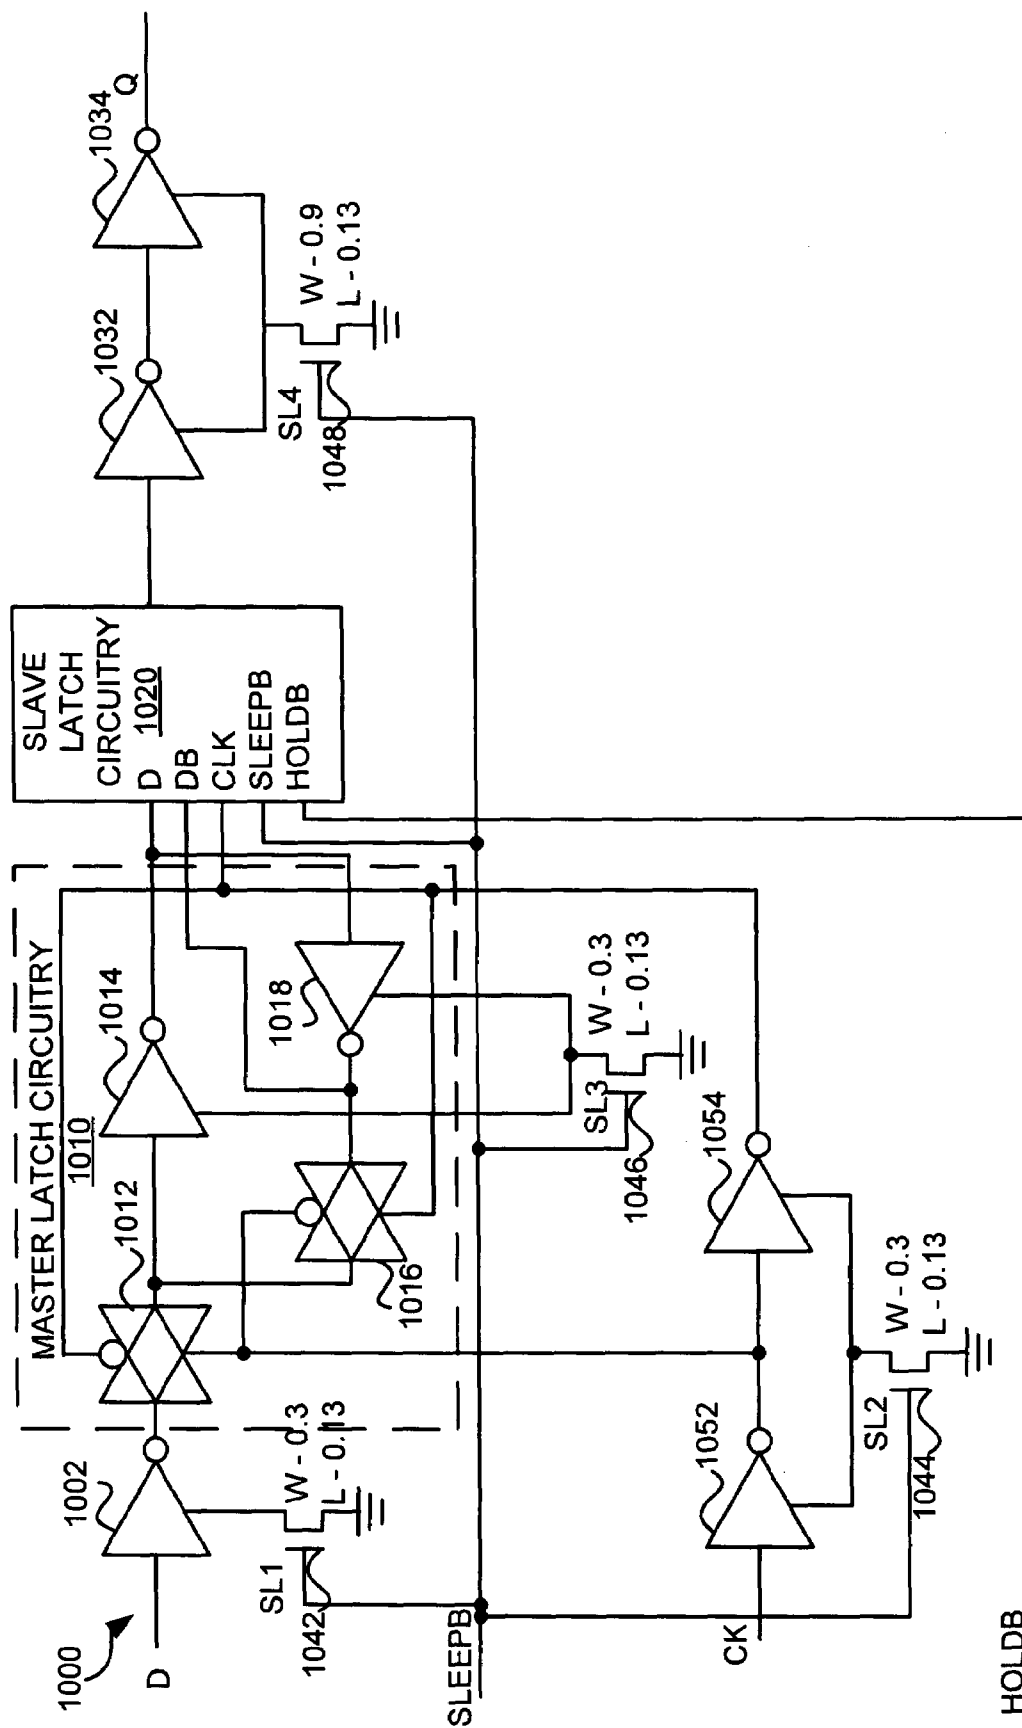 1000
D
1002
SL1
1042
W - 0.3
L - 0.13
MASTER LATCH CIRCUITRY
1010
1012
1014
1016
1018
SLAVE
LATCH
CIRCUITRY
1020
D
DB
CLK
SLEEPB
HOLDB
1032
1034
Q
SL4
1048
W - 0.9
L - 0.13
SLEEPB
SL3
1046
W - 0.3
L - 0.13
CK
1052
1054
SL2
1044
W - 0.3
L - 0.13
HOLDB